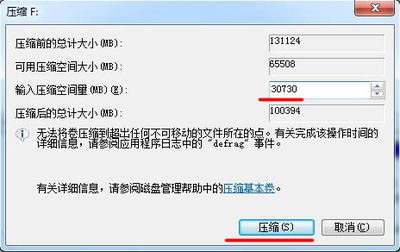 压缩 F:
压缩前的总计大小(MB): 131124
可用压缩空间大小(MB): 65508
输入压缩空间量(MB)(E): 30730
压缩后的总计大小(MB): 100394
无法将卷压缩到超出任何不可移动的文件所在的点。有关完成该操作时间的
详细信息，请参阅应用程序日志中的 "defrag" 事件。
有关详细信息，请参阅磁盘管理帮助中的压缩基本卷。
压缩(S) 取消(C)